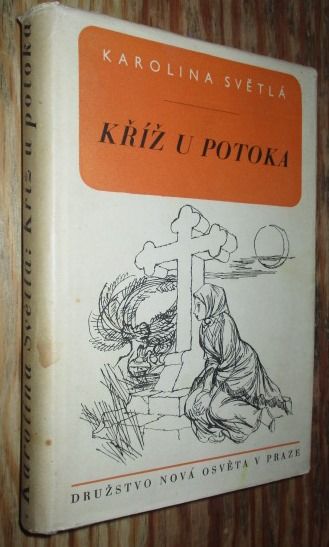 KAROLINA SVĚTLÁ
KŘÍŽ U POTOKA
DRUŽSTVO NOVÁ OSVĚTA V PRAZE
Karolina Světlá: Kříž u potoka